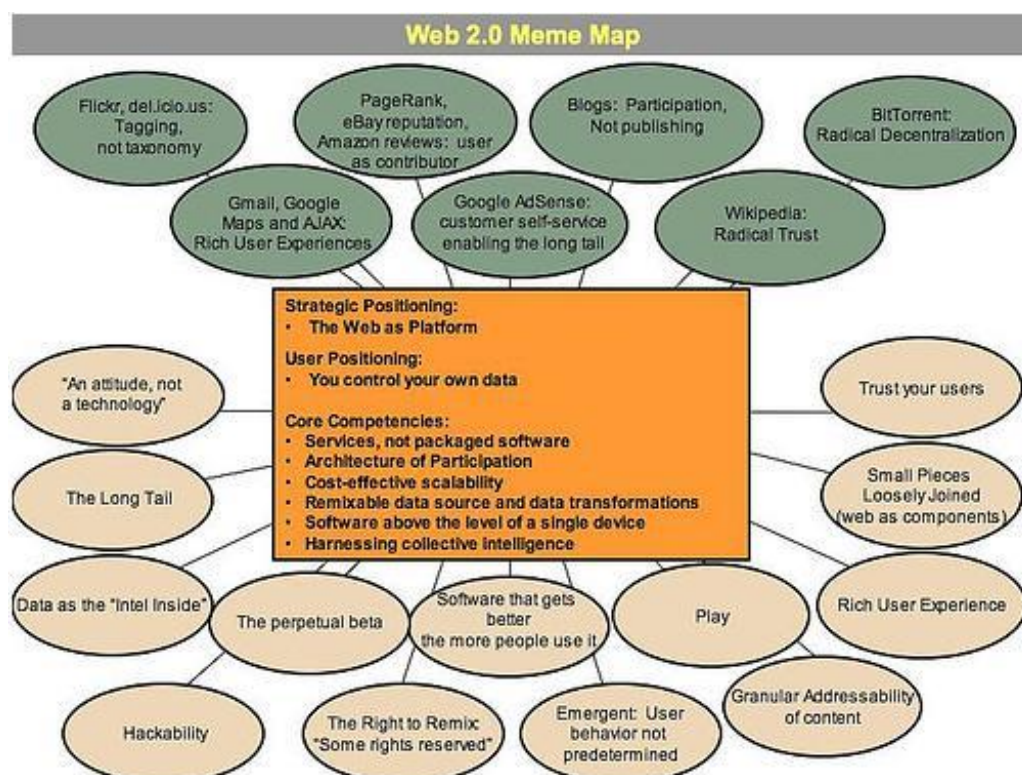 Web 2.0 Meme Map
Flickr, del.icio.us:
Tagging,
not taxonomy
PageRank,
eBay reputation,
Amazon reviews: user
as contributor
Blogs: Participation,
Not publishing
BitTorrent:
Radical Decentralization
Gmail, Google
Maps and AJAX:
Rich User Experiences
Google AdSense:
customer self-service
enabling the long tail
Wikipedia:
Radical Trust
Strategic Positioning:
• The Web as Platform
User Positioning:
• You control your own data
Core Competencies:
• Services, not packaged software
• Architecture of Participation
• Cost-effective scalability
• Remixable data source and data transformations
• Software above the level of a single device
• Harnessing collective intelligence
"An attitude, not
a technology"
Trust your users
The Long Tail
Small Pieces
Loosely Joined
(web as components)
Data as the "Intel Inside"
The perpetual beta
Software that gets
better
the more people use it
Play
Rich User Experience
Hackability
The Right to Remix:
"Some rights reserved"
Emergent: User
behavior not
predetermined
Granular Addressability
of content